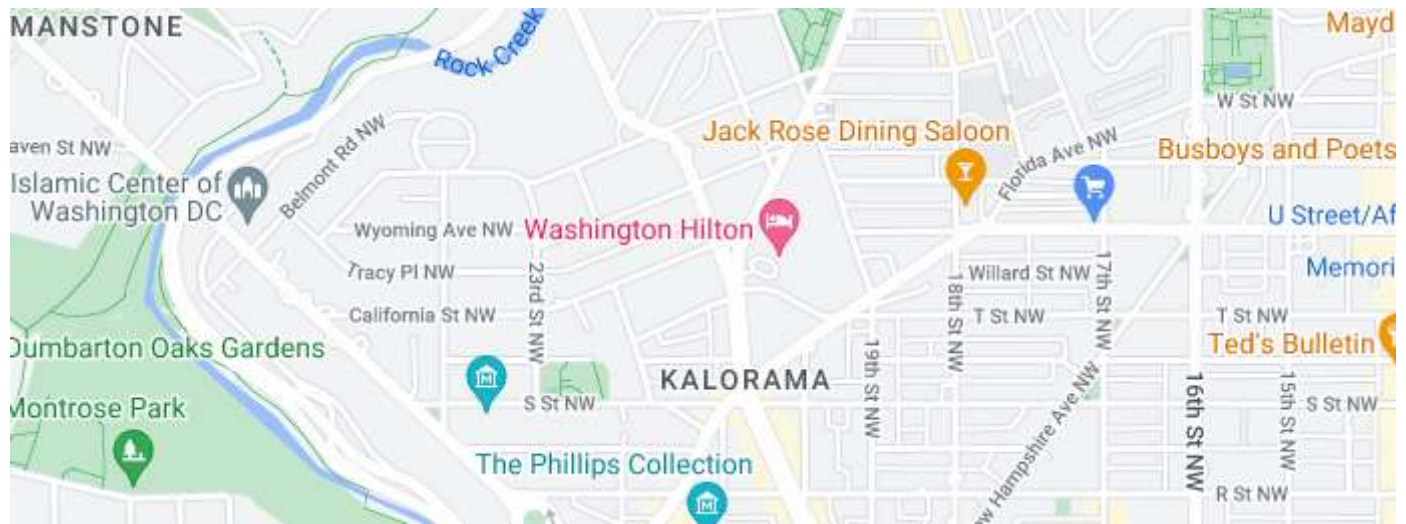 MANSTONE
Rock Creek
Mayd
W St NW
aven St NW
Belmont Rd NW
Jack Rose Dining Saloon
Florida Ave NW
Busboys and Poets
Islamic Center of
Washington DC
Wyoming Ave NW
Washington Hilton
U Street/Af
Memori
Tracy Pl NW
23rd St NW
18th St NW
Willard St NW
17th St NW
California St NW
T St NW
T St NW
Dumbarton Oaks Gardens
19th St NW
Ted's Bulletin
KALORAMA
Montrose Park
S St NW
New Hampshire Ave NW
16th St NW
15th St NW
S St NW
The Phillips Collection
R St NW